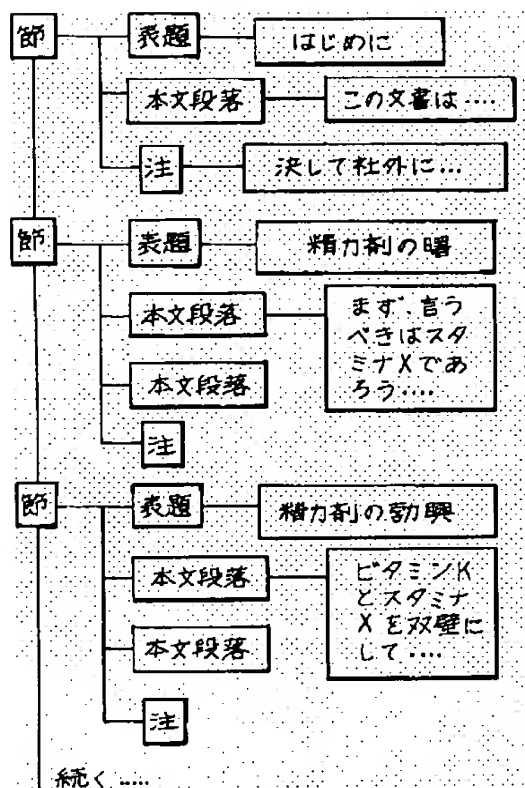 節
表題
はじめに
本文段落
この文書は‥‥
注
決して社外に…
節
表題
精力剤の曙
本文段落
まず、言う
べきはスタ
ミナXであ
ろう‥‥
本文段落
注
節
表題
精力剤の勃興
本文段落
ビタミンK
とスタミナ
Xを双璧に
して‥‥
本文段落
注
続く‥‥‥